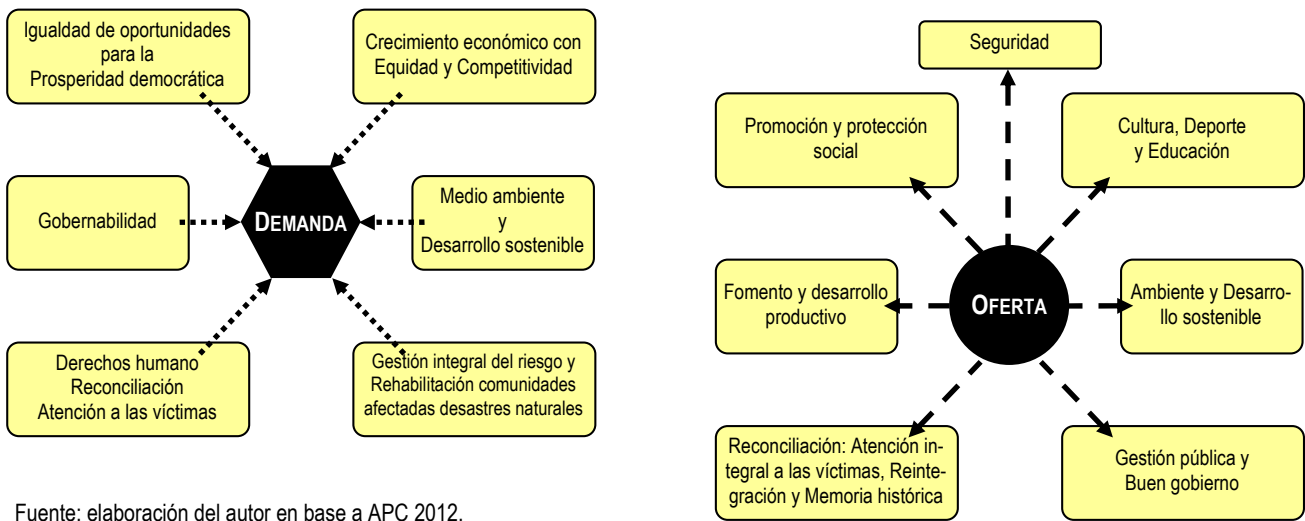 Igualdad de oportunidades
para la
Prosperidad democrática
Crecimiento económico con
Equidad y Competitividad
Gobernabilidad
DEMANDA
Medio ambiente
y
Desarrollo sostenible
Derechos humano
Reconciliación
Atención a las víctimas
Gestión integral del riesgo y
Rehabilitación comunidades
afectadas desastres naturales
Seguridad
Promoción y protección
social
Cultura, Deporte
y Educación
Fomento y desarrollo
productivo
OFERTA
Ambiente y Desarro-
llo sostenible
Reconciliación: Atención in-
tegral a las víctimas, Reinte-
gración y Memoria histórica
Gestión pública y
Buen gobierno
Fuente: elaboración del autor en base a APC 2012.